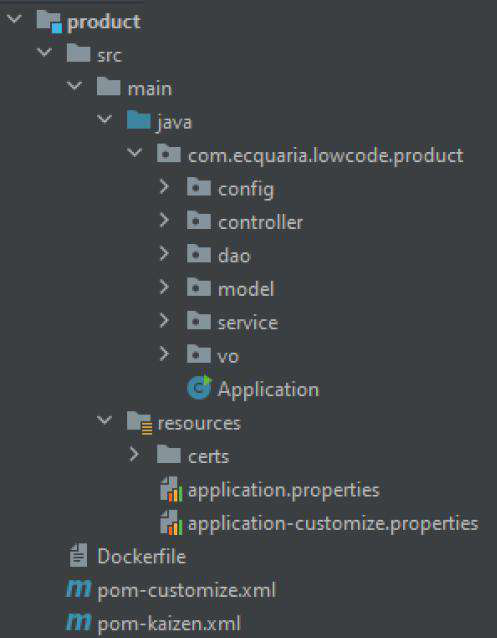 product
src
main
java
com.ecquaria.lowcode.product
config
controller
dao
model
service
vo
Application
resources
certs
application.properties
application-customize.properties
Dockerfile
pom-customize.xml
pom-kaizen.xml